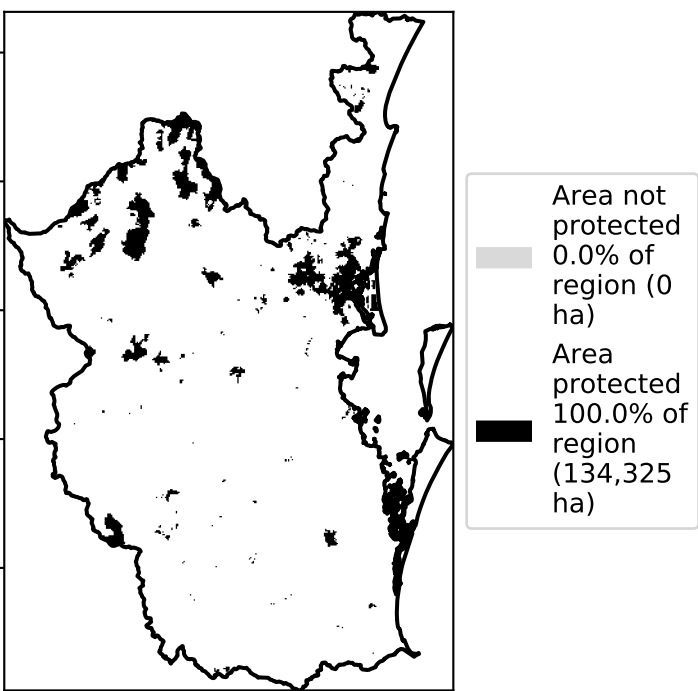 Area not
protected
0.0% of
region (0
ha)
Area
protected
100.0% of
region
(134,325
ha)